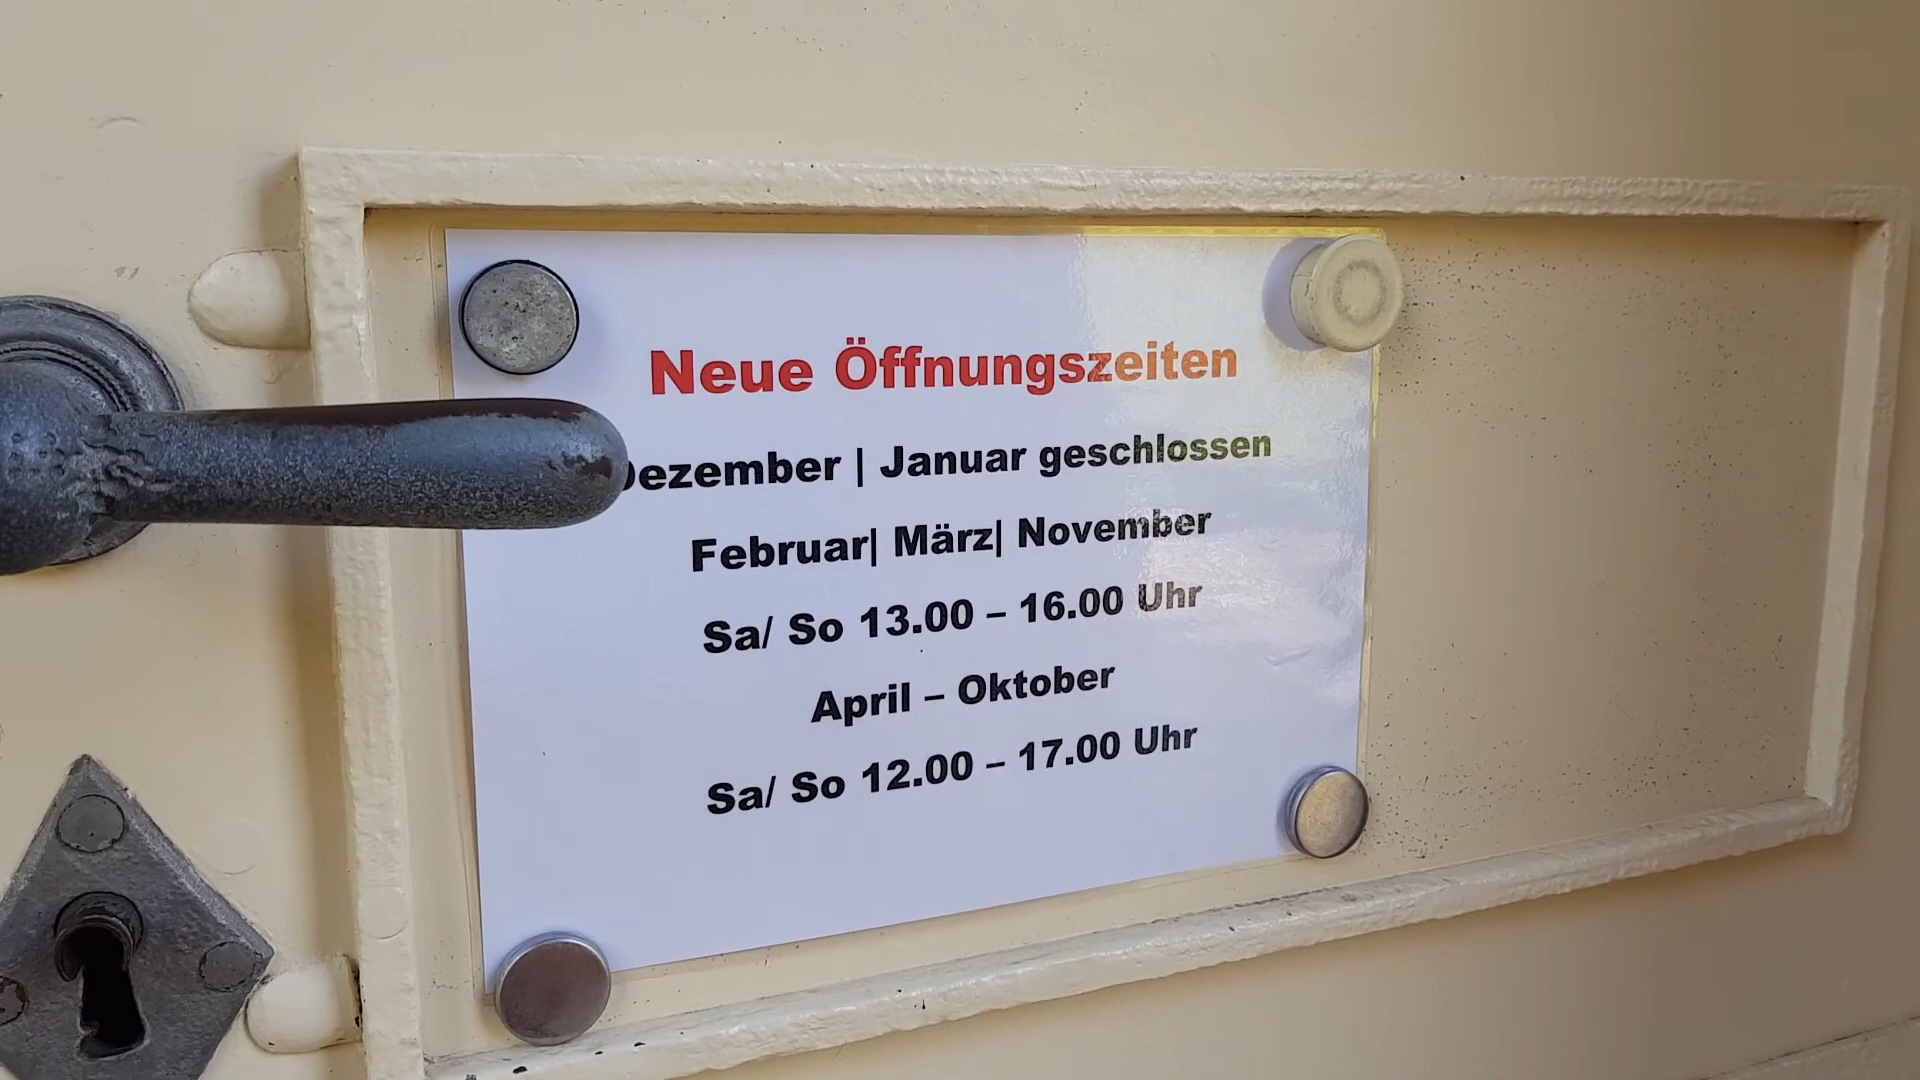 Neue Öffnungszeiten
Dezember | Januar geschlossen
Februar| März| November
Sa/ So 13.00 – 16.00 Uhr
April – Oktober
Sa/ So 12.00 – 17.00 Uhr